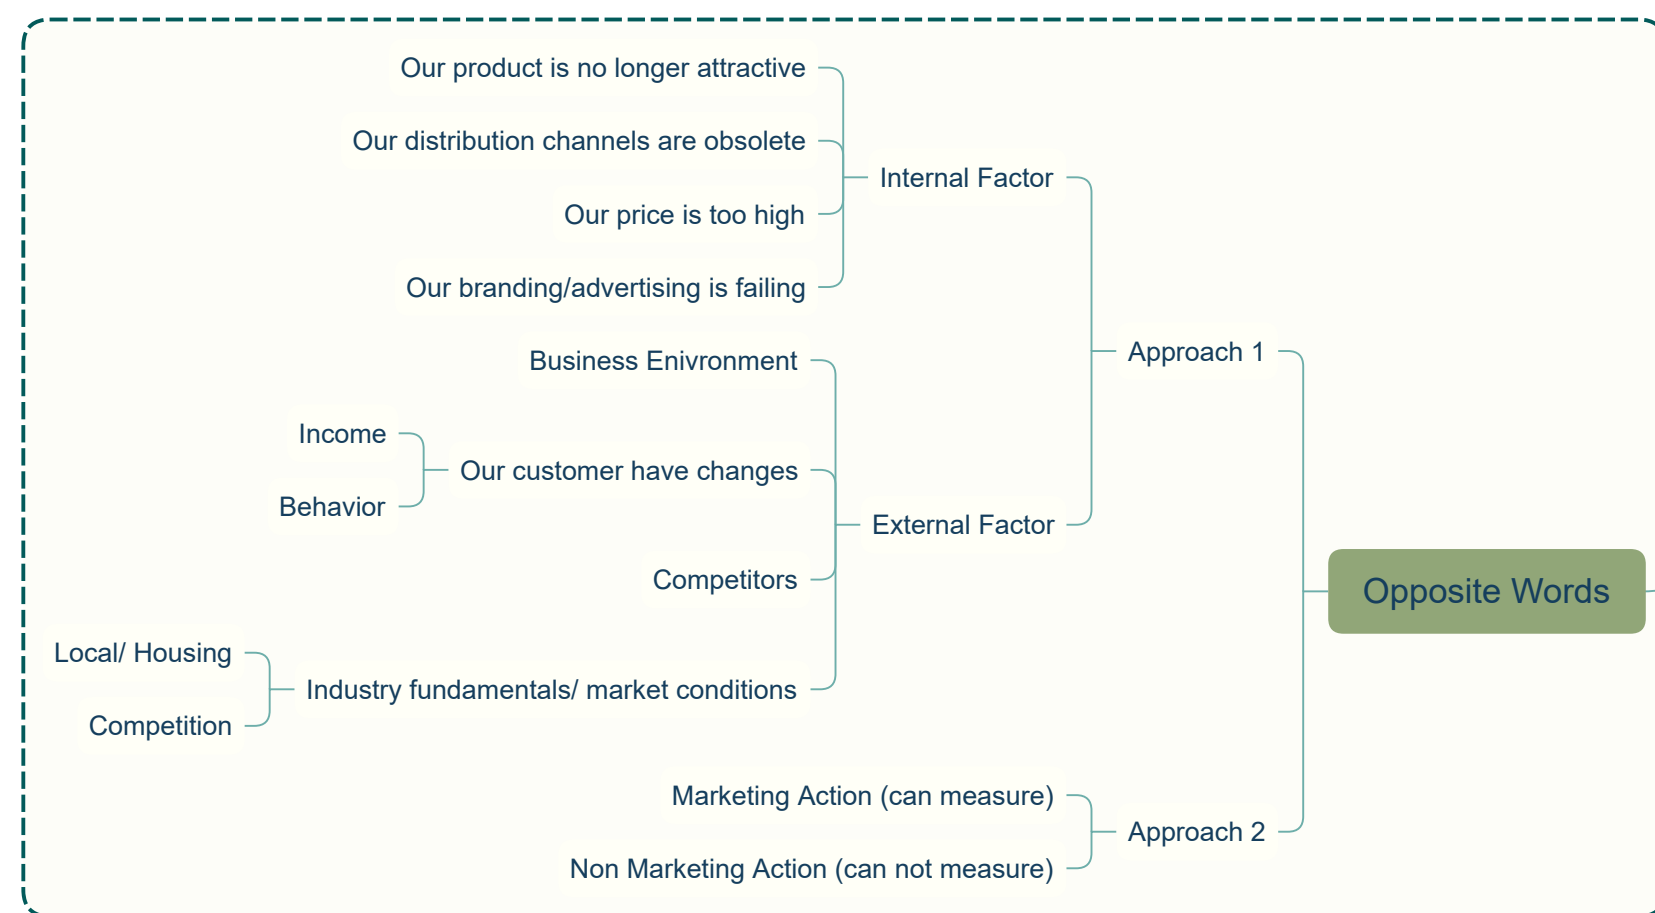 Our product is no longer attractive
Our distribution channels are obsolete
Internal Factor
Our price is too high
Our branding/advertising is failing
Approach 1
Business Enivronment
Income
Our customer have changes
Behavior
External Factor
Competitors
Opposite Words
Local/ Housing
Industry fundamentals/ market conditions
Competition
Marketing Action (can measure)
Approach 2
Non Marketing Action (can not measure)